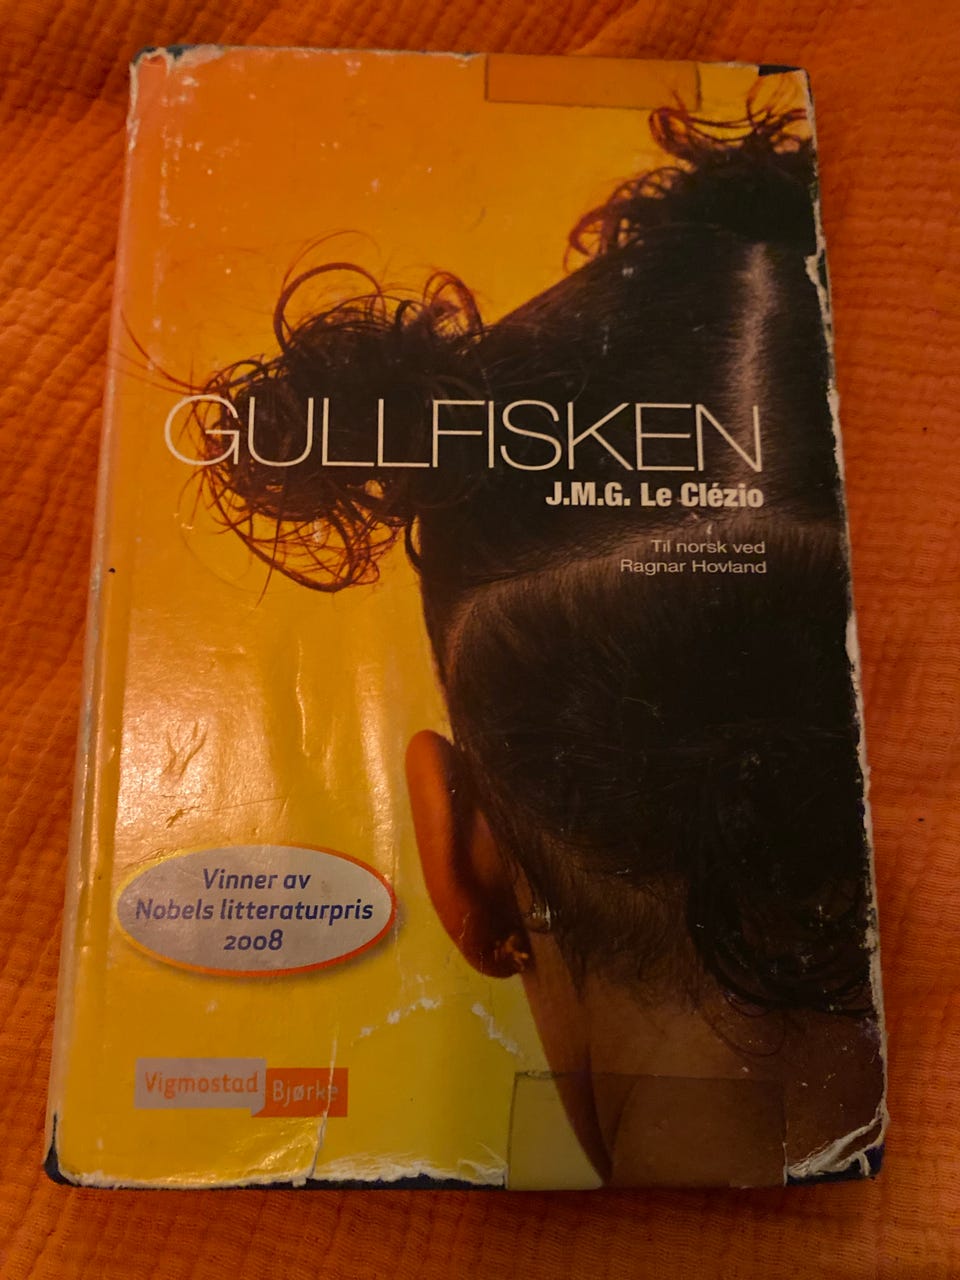 GULLFISKEN
J.M.G. Le Clézio
Til norsk ved
Ragnar Hovland
Vinner av
Nobels litteraturpris
2008
Vigmostad
Bjørke